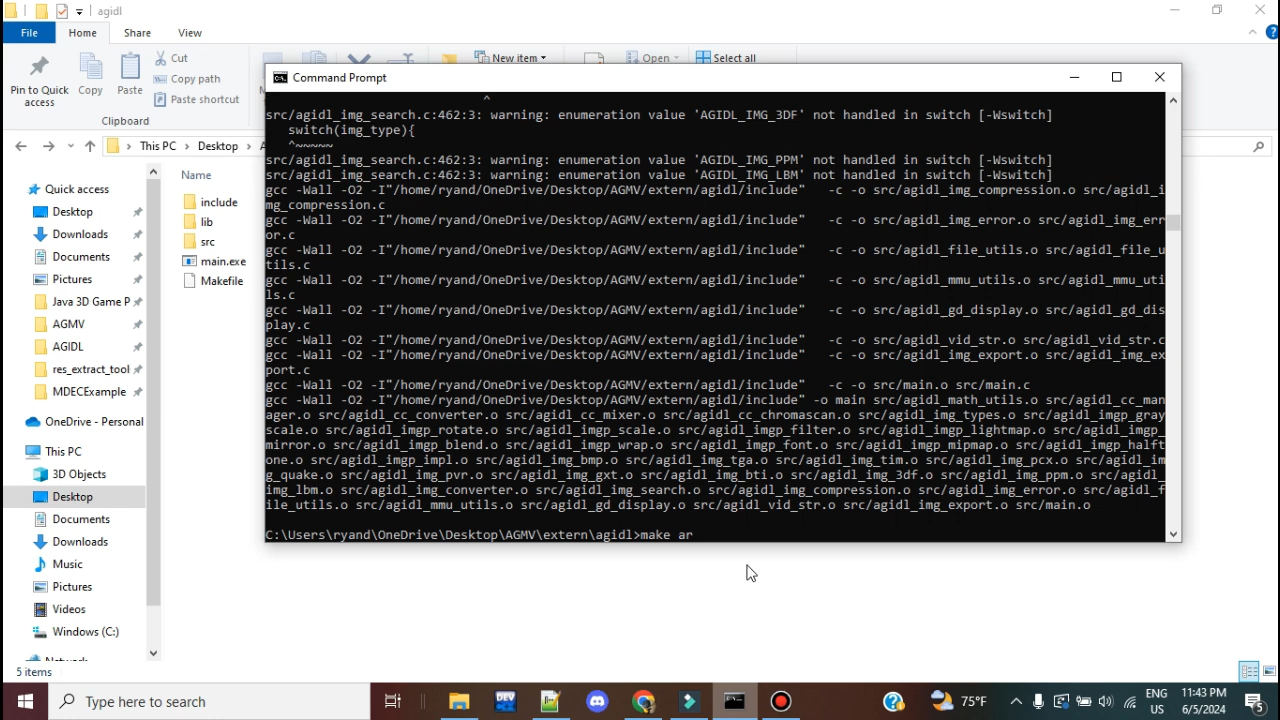 agidl
File
Home
Share
View
Pin to Quick
access
Copy
Paste
Cut
Copy path
Paste shortcut
Clipboard
New item
Open
Select all
This PC
Desktop
Command Prompt
^
src/agidl_img_search.c:462:3: warning: enumeration value 'AGIDL_IMG_3DF' not handled in switch [-Wswitch]
switch(img_type){
^~~~~~
src/agidl_img_search.c:462:3: warning: enumeration value 'AGIDL_IMG_PPM' not handled in switch [-Wswitch]
src/agidl_img_search.c:462:3: warning: enumeration value 'AGIDL_IMG_LBM' not handled in switch [-Wswitch]
gcc -Wall -O2 -I"/home/ryand/OneDrive/Desktop/AGMV/extern/agidl/include"   -c -o src/agidl_img_compression.o src/agidl_i
mg_compression.c
gcc -Wall -O2 -I"/home/ryand/OneDrive/Desktop/AGMV/extern/agidl/include"   -c -o src/agidl_img_error.o src/agidl_img_err
or.c
gcc -Wall -O2 -I"/home/ryand/OneDrive/Desktop/AGMV/extern/agidl/include"   -c -o src/agidl_file_utils.o src/agidl_file_u
tils.c
gcc -Wall -O2 -I"/home/ryand/OneDrive/Desktop/AGMV/extern/agidl/include"   -c -o src/agidl_mmu_utils.o src/agidl_mmu_uti
ls.c
gcc -Wall -O2 -I"/home/ryand/OneDrive/Desktop/AGMV/extern/agidl/include"   -c -o src/agidl_gd_display.o src/agidl_gd_dis
play.c
gcc -Wall -O2 -I"/home/ryand/OneDrive/Desktop/AGMV/extern/agidl/include"   -c -o src/agidl_vid_str.o src/agidl_vid_str.c
gcc -Wall -O2 -I"/home/ryand/OneDrive/Desktop/AGMV/extern/agidl/include"   -c -o src/agidl_img_export.o src/agidl_img_ex
port.c
gcc -Wall -O2 -I"/home/ryand/OneDrive/Desktop/AGMV/extern/agidl/include"   -c -o src/main.o src/main.c
gcc -Wall -O2 -I"/home/ryand/OneDrive/Desktop/AGMV/extern/agidl/include" -o main src/agidl_math_utils.o src/agidl_cc_man
ager.o src/agidl_cc_converter.o src/agidl_cc_mixer.o src/agidl_cc_chromascan.o src/agidl_img_types.o src/agidl_imgp_gray
scale.o src/agidl_imgp_rotate.o src/agidl_imgp_scale.o src/agidl_imgp_filter.o src/agidl_imgp_lightmap.o src/agidl_imgp_
mirror.o src/agidl_imgp_blend.o src/agidl_imgp_wrap.o src/agidl_imgp_font.o src/agidl_imgp_mipmap.o src/agidl_imgp_halft
one.o src/agidl_imgp_impl.o src/agidl_img_bmp.o src/agidl_img_tga.o src/agidl_img_tim.o src/agidl_img_pcx.o src/agidl_im
g_quake.o src/agidl_img_pvr.o src/agidl_img_gxt.o src/agidl_img_bti.o src/agidl_img_3df.o src/agidl_img_ppm.o src/agidl_
img_lbm.o src/agidl_img_converter.o src/agidl_img_search.o src/agidl_img_compression.o src/agidl_img_error.o src/agidl_f
ile_utils.o src/agidl_mmu_utils.o src/agidl_gd_display.o src/agidl_vid_str.o src/agidl_img_export.o src/main.o
C:\Users\ryand\OneDrive\Desktop\AGMV\extern\agidl>make ar
Quick access
Desktop
Downloads
Documents
Pictures
Java 3D Game P
AGMV
AGIDL
res_extract_tool
MDECExample
OneDrive - Personal
This PC
3D Objects
Desktop
Documents
Downloads
Music
Pictures
Videos
Windows (C:)
Name
include
lib
src
main.exe
Makefile
5 items
Type here to search
DEV
75°F
ENG
US
11:43 PM
6/5/2024
5